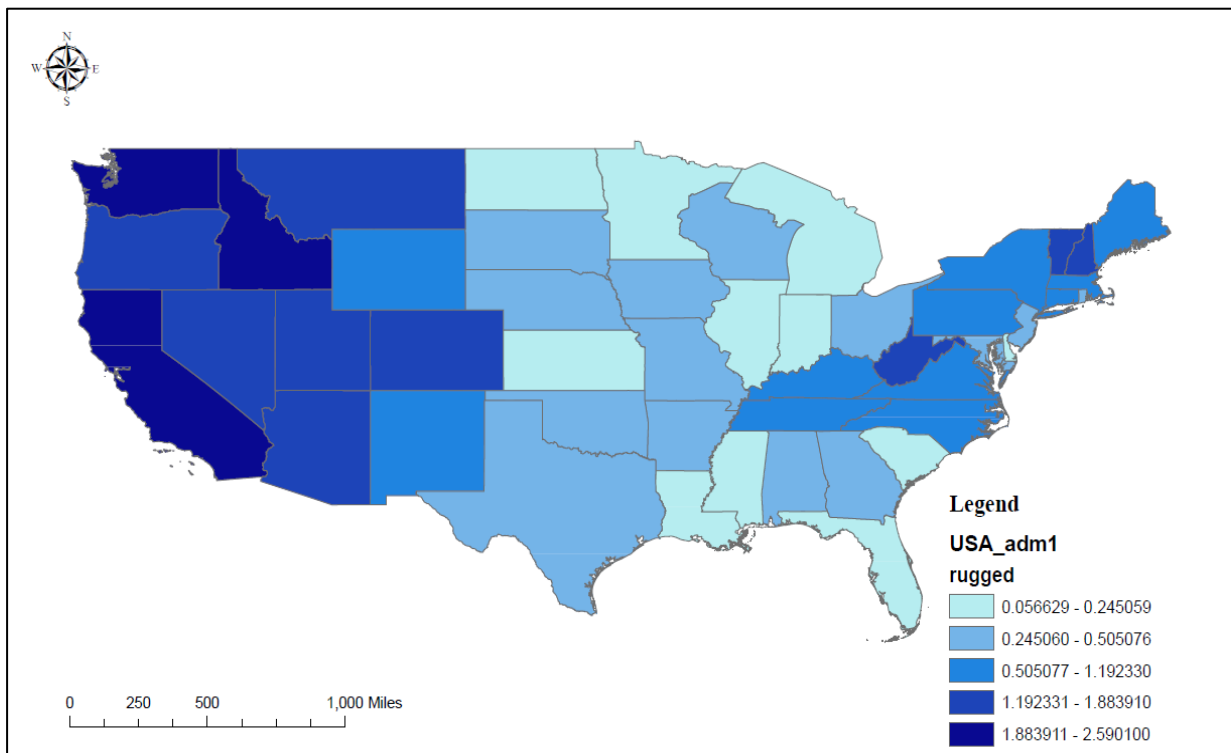 N
W E
S
Legend
USA_adm1
rugged
0.056629 - 0.245059
0.245060 - 0.505076
0.505077 - 1.192330
1.192331 - 1.883910
1.883911 - 2.590100
0 250 500 1,000 Miles